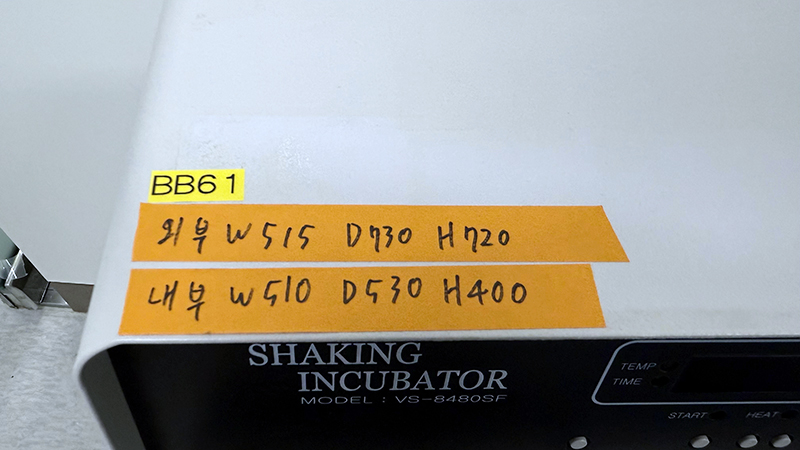 BB61
외부 W515 D730 H720
내부 W510 D530 H400
SHAKING
INCUBATOR
MODEL : VS-8480SF
TEMP
TIME
START
HEAT